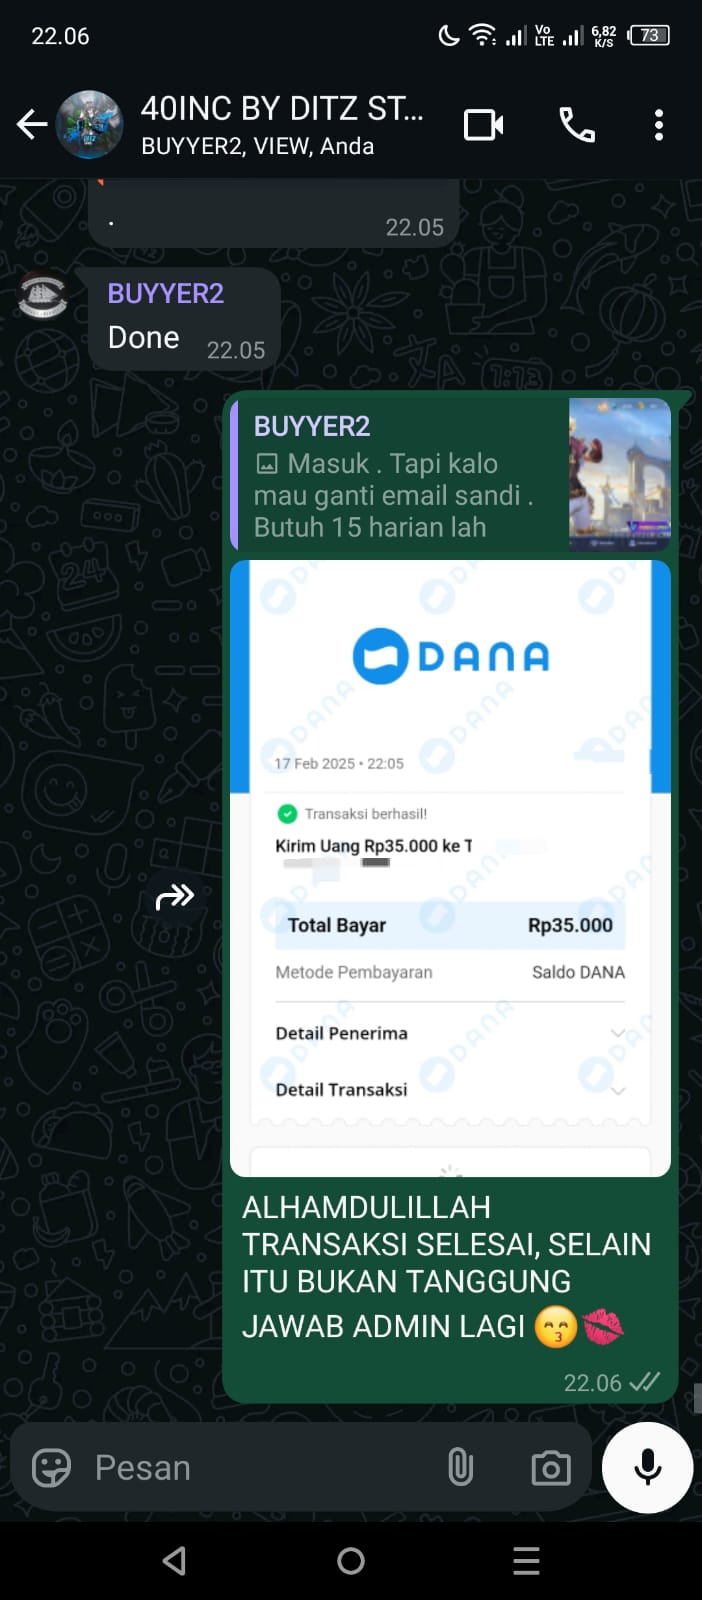 22.06
Vo LTE 6,82 K/S 73
40INC BY DITZ ST...
BUYYER2, VIEW, Anda
.
22.05
BUYYER2
Done
22.05
BUYYER2
Masuk . Tapi kalo
mau ganti email sandi .
Butuh 15 harian lah
DANA
17 Feb 2025 • 22:05
Transaksi berhasil!
Kirim Uang Rp35.000 ke T
Total Bayar Rp35.000
Metode Pembayaran Saldo DANA
Detail Penerima
Detail Transaksi
ALHAMDULILLAH
TRANSAKSI SELESAI, SELAIN
ITU BUKAN TANGGUNG
JAWAB ADMIN LAGI 😙💋
22.06
Pesan